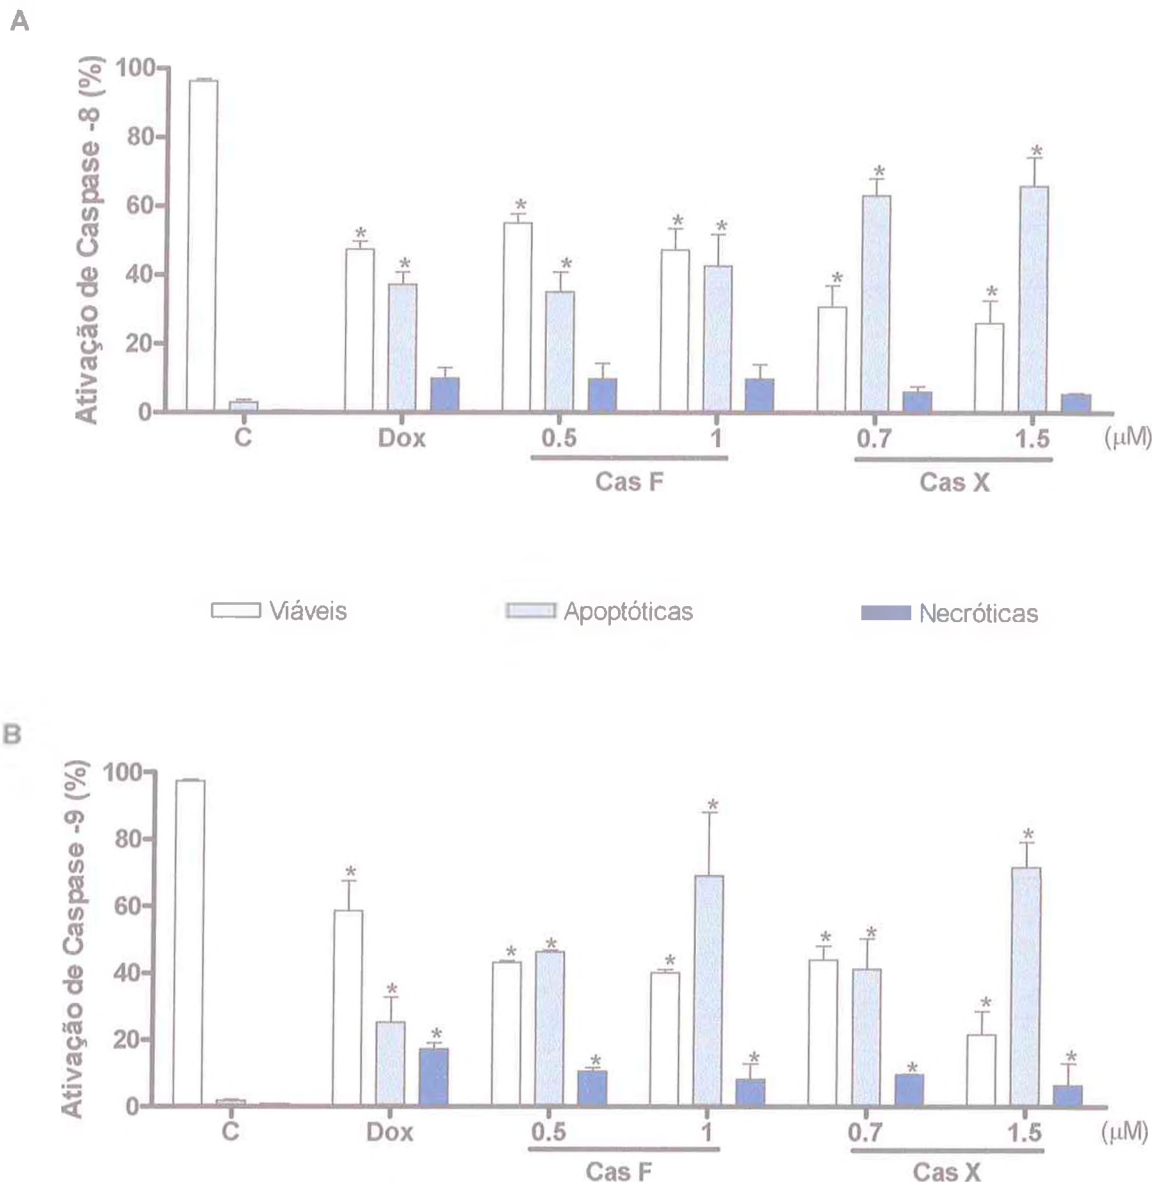 A
Ativação de Caspase -8 (%)
100
80
60
40
20
0
* * * * * * * * * *
C Dox 0.5 1 0.7 1.5 (µM)
Cas F Cas X
Viáveis Apoptóticas Necróticas
B
Ativação de Caspase -9 (%)
100
80
60
40
20
0
* * * * * * * * * * * * * * *
C Dox 0.5 1 0.7 1.5 (µM)
Cas F Cas X